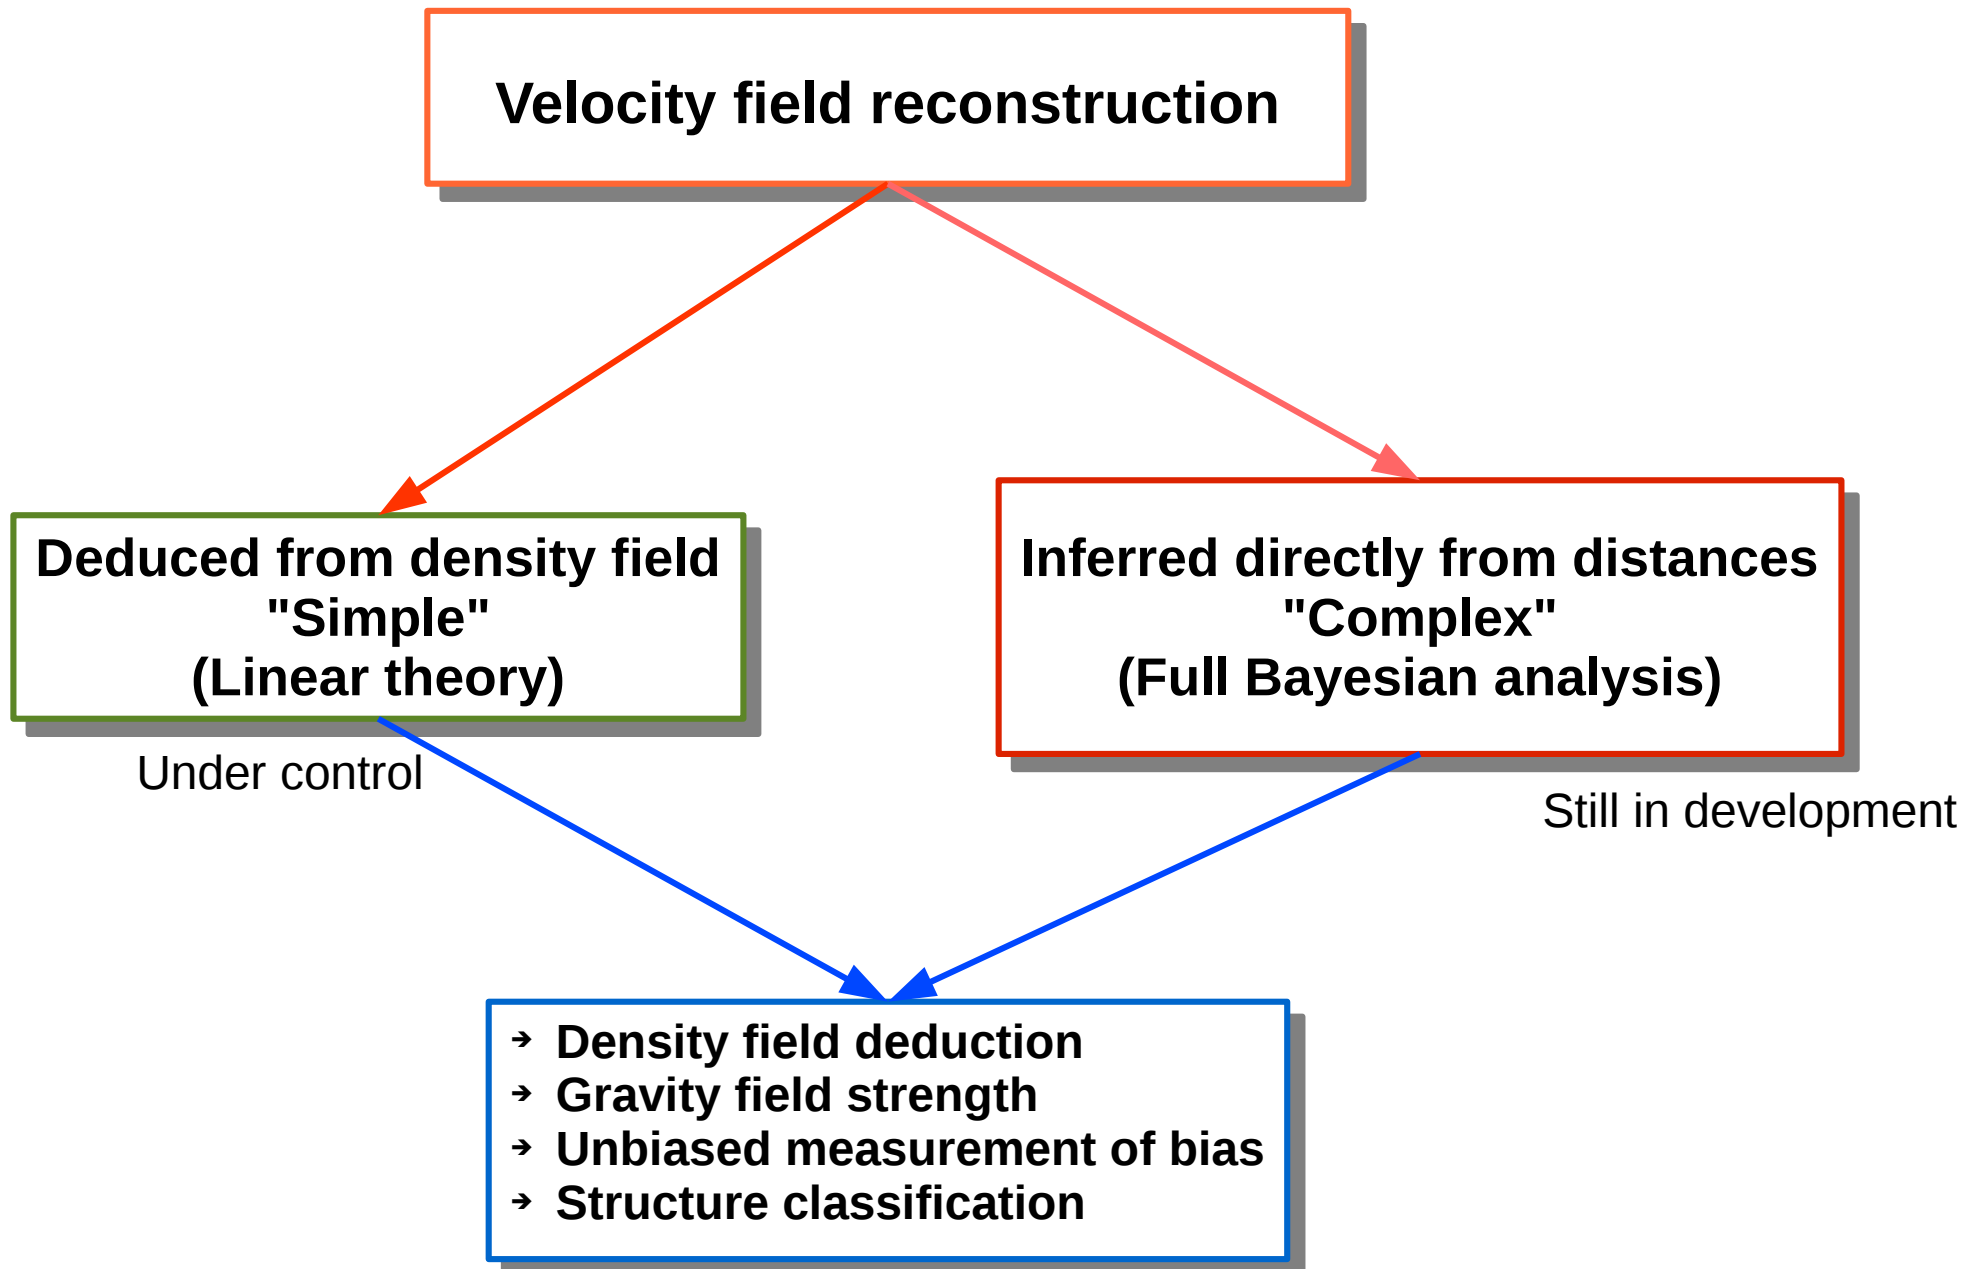 Velocity field reconstruction
Deduced from density field
"Simple"
(Linear theory)
Inferred directly from distances
"Complex"
(Full Bayesian analysis)
Under control
Still in development
➔ Density field deduction
➔ Gravity field strength
➔ Unbiased measurement of bias
➔ Structure classification